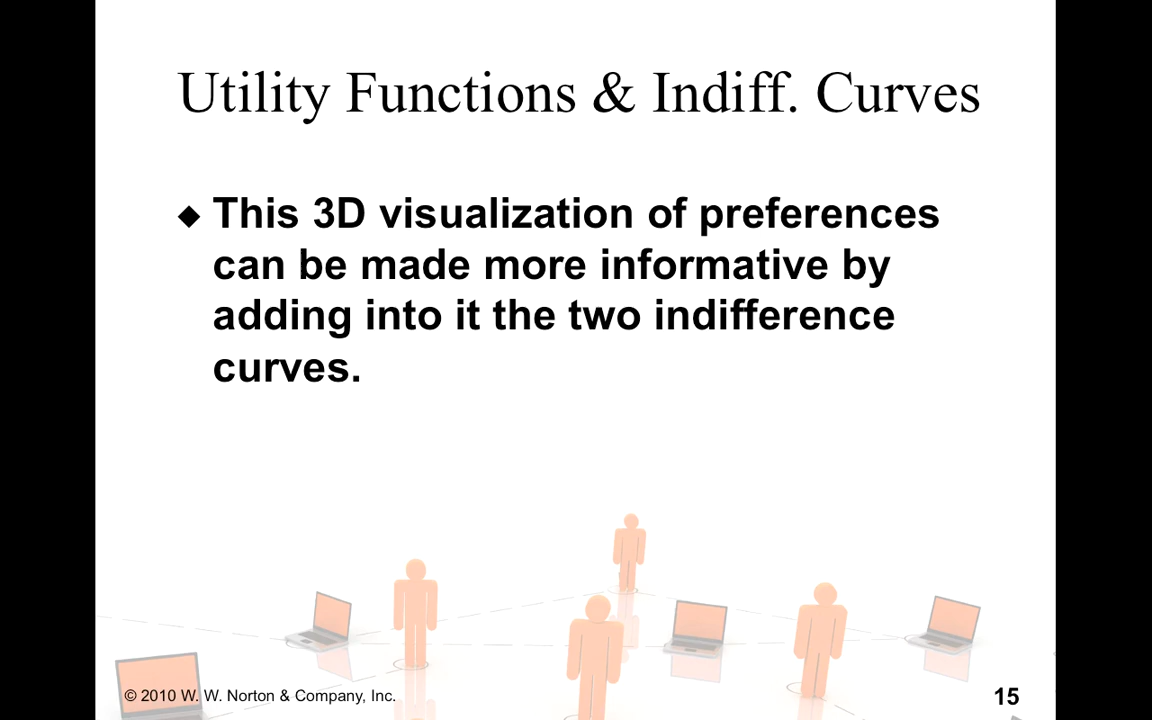 Utility Functions & Indiff. Curves
◆ This 3D visualization of preferences
can be made more informative by
adding into it the two indifference
curves.
© 2010 W. W. Norton & Company, Inc.
15